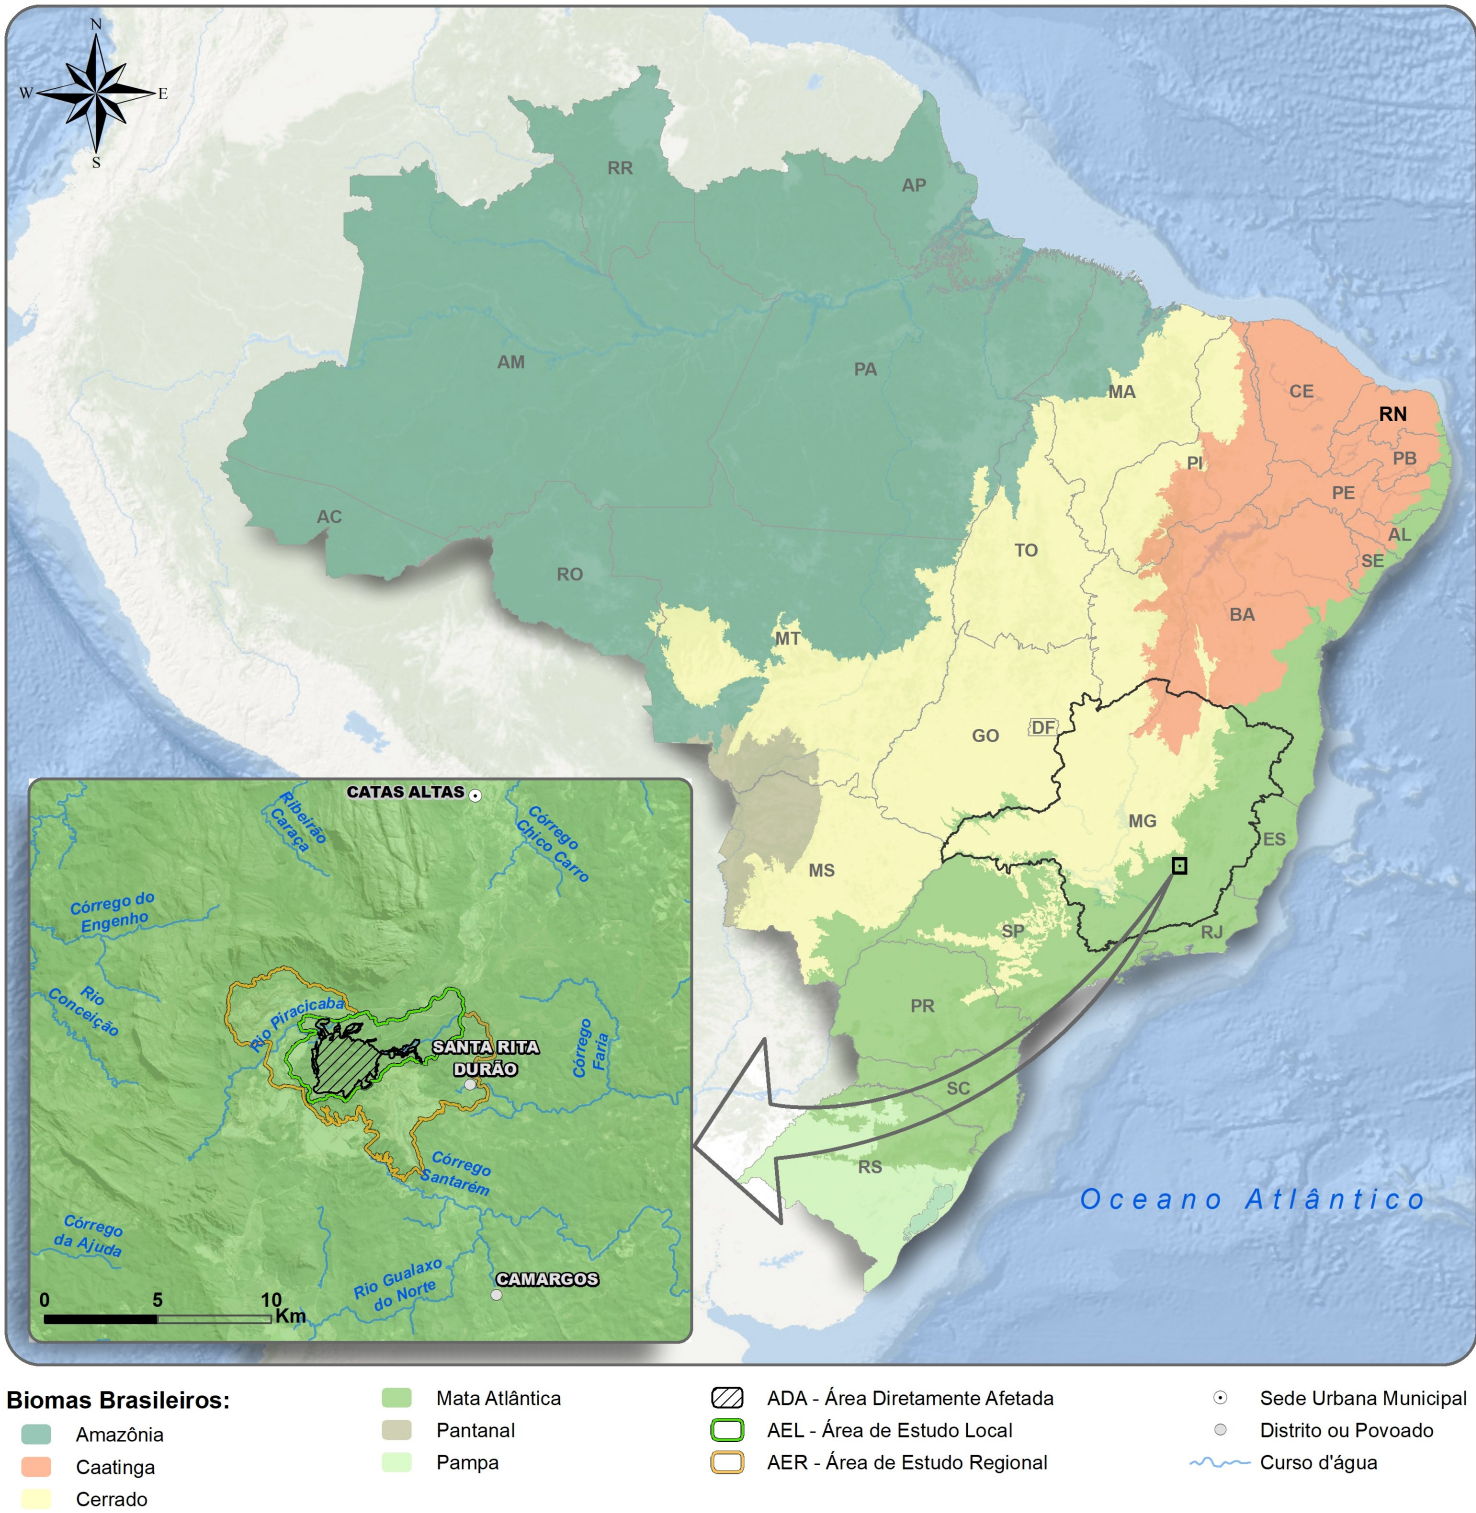 N
W
E
S
RR
AP
AM
PA
MA
CE
RN
PI
PB
PE
AC
AL
TO
SE
RO
BA
MT
GO
DF
MG
ES
MS
SP
RJ
PR
SC
RS
Oceano Atlântico
CATAS ALTAS
Ribeirão
Caraça
Córrego
Chico Carro
Córrego do
Engenho
Rio
Conceição
Rio Piracicaba
SANTA RITA
DURÃO
Córrego
Faria
Córrego
Santarém
Córrego
da Ajuda
Rio Gualaxo
do Norte
CAMARGOS
0 5 10
Km
Biomas Brasileiros:
Amazônia
Caatinga
Cerrado
Mata Atlântica
Pantanal
Pampa
ADA - Área Diretamente Afetada
AEL - Área de Estudo Local
AER - Área de Estudo Regional
Sede Urbana Municipal
Distrito ou Povoado
Curso d'água